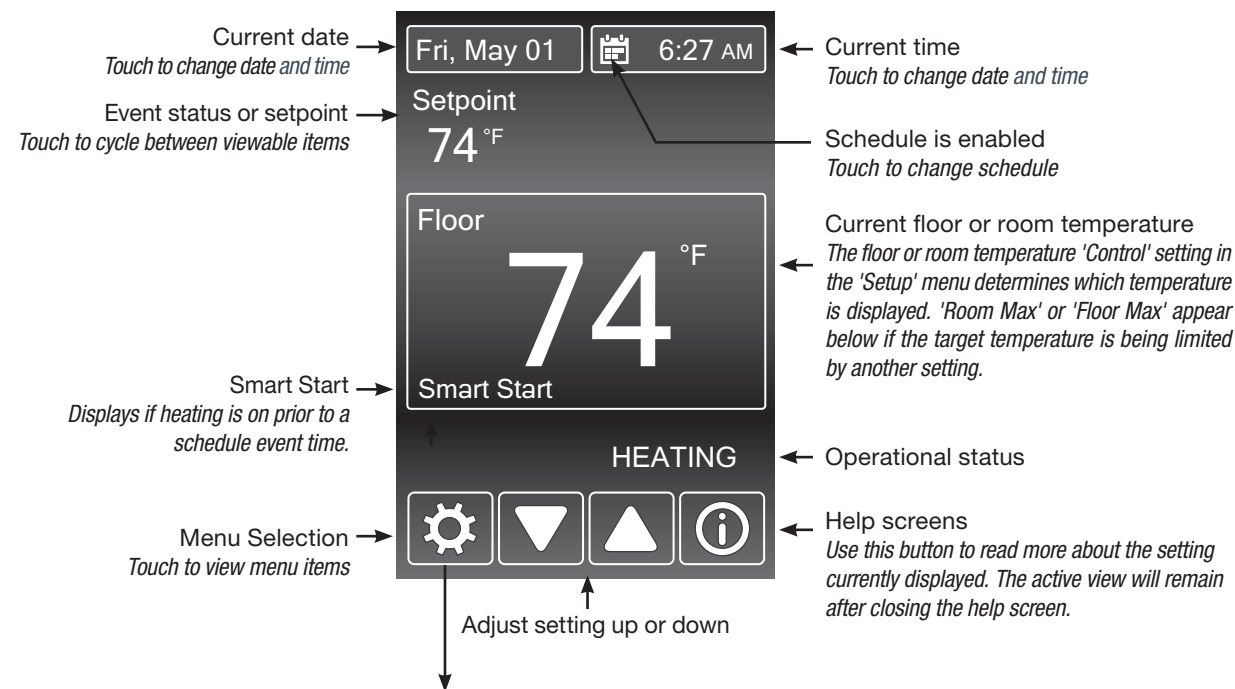 Current date
Touch to change date and time
Event status or setpoint
Touch to cycle between viewable items
Smart Start
Displays if heating is on prior to a
schedule event time.
Menu Selection
Touch to view menu items
Fri, May 01
6:27 AM
Setpoint
74 °F
Floor
74 °F
Smart Start
HEATING
Adjust setting up or down
Current time
Touch to change date and time
Schedule is enabled
Touch to change schedule
Current floor or room temperature
The floor or room temperature 'Control' setting in
the 'Setup' menu determines which temperature
is displayed. 'Room Max' or 'Floor Max' appear
below if the target temperature is being limited
by another setting.
Operational status
Help screens
Use this button to read more about the setting
currently displayed. The active view will remain
after closing the help screen.